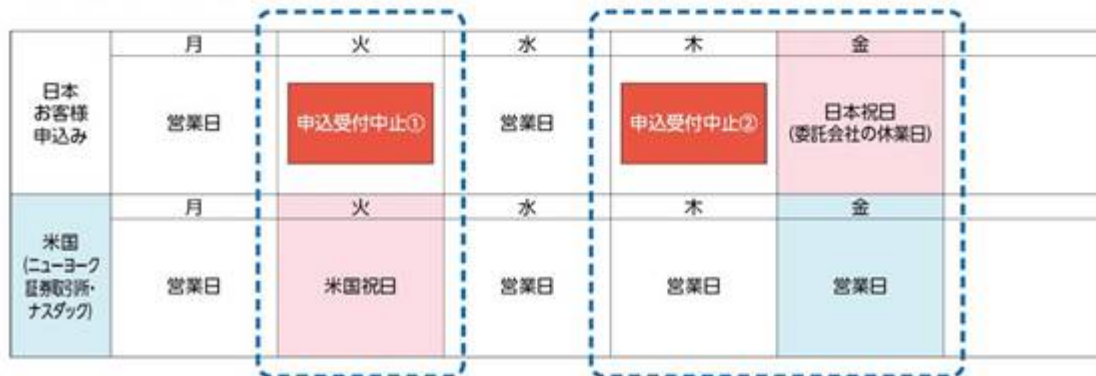 月 火 水 木 金
日本
お客様
申込み
営業日 申込受付中止① 営業日 申込受付中止② 日本祝日
(委託会社の休業日)
月 火 水 木 金
米国
(ニューヨーク
証券取引所・
ナスダック)
営業日 米国祝日 営業日 営業日 営業日